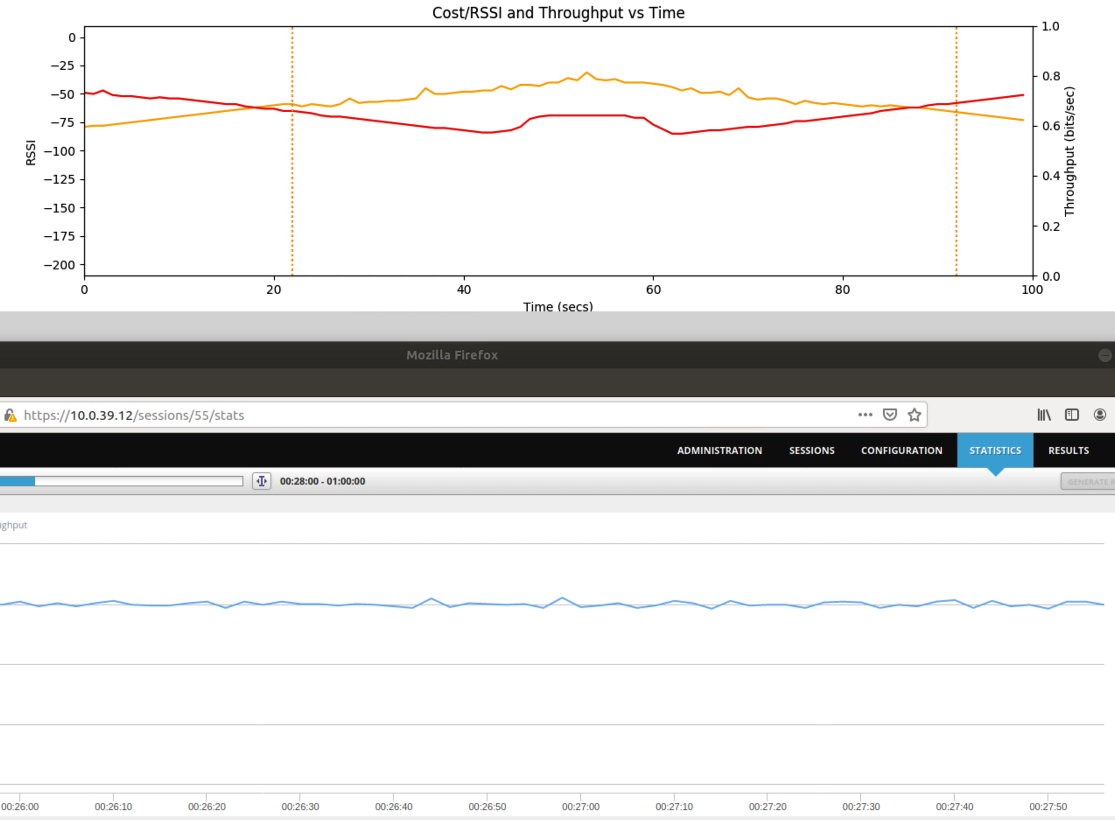 Cost/RSSI and Throughput vs Time
0
−25
−50
−75
−100
−125
−150
−175
−200
RSSI
1.0
0.8
0.6
0.4
0.2
0.0
Throughput (bits/sec)
0 20 40 60 80 100
Time (secs)
Mozilla Firefox
https://10.0.39.12/sessions/55/stats
ADMINISTRATION SESSIONS CONFIGURATION STATISTICS RESULTS
00:28:00 - 01:00:00
GENERATE
ughput
00:26:00 00:26:10 00:26:20 00:26:30 00:26:40 00:26:50 00:27:00 00:27:10 00:27:20 00:27:30 00:27:40 00:27:50